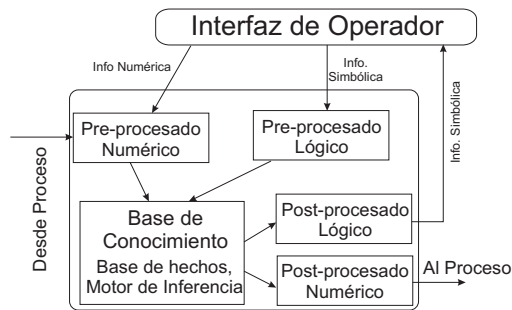 Interfaz de Operador
Info Numérica
Info.
Simbólica
Info. Simbólica
Pre-procesado
Numérico
Pre-procesado
Lógico
Desde Proceso
Base de
Conocimiento
Base de hechos,
Motor de Inferencia
Post-procesado
Lógico
Post-procesado
Numérico
Al Proceso